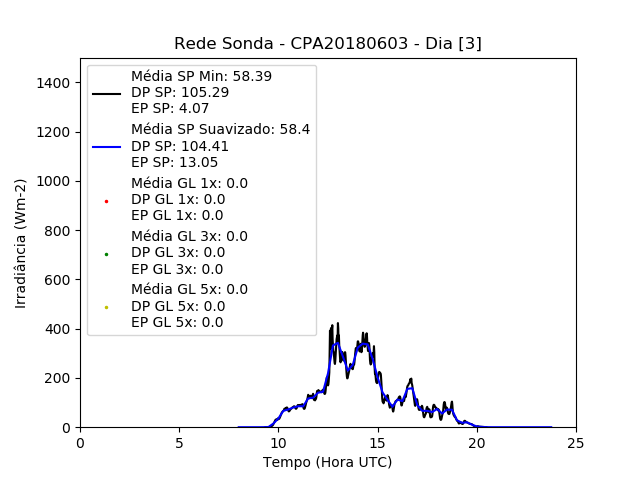 Rede Sonda - CPA20180603 - Dia [3]
Média SP Min: 58.39
DP SP: 105.29
EP SP: 4.07
Média SP Suavizado: 58.4
DP SP: 104.41
EP SP: 13.05
Média GL 1x: 0.0
DP GL 1x: 0.0
EP GL 1x: 0.0
Média GL 3x: 0.0
DP GL 3x: 0.0
EP GL 3x: 0.0
Média GL 5x: 0.0
DP GL 5x: 0.0
EP GL 5x: 0.0
Irradiância (Wm-2)
1400
1200
1000
800
600
400
200
0
0 5 10 15 20 25
Tempo (Hora UTC)